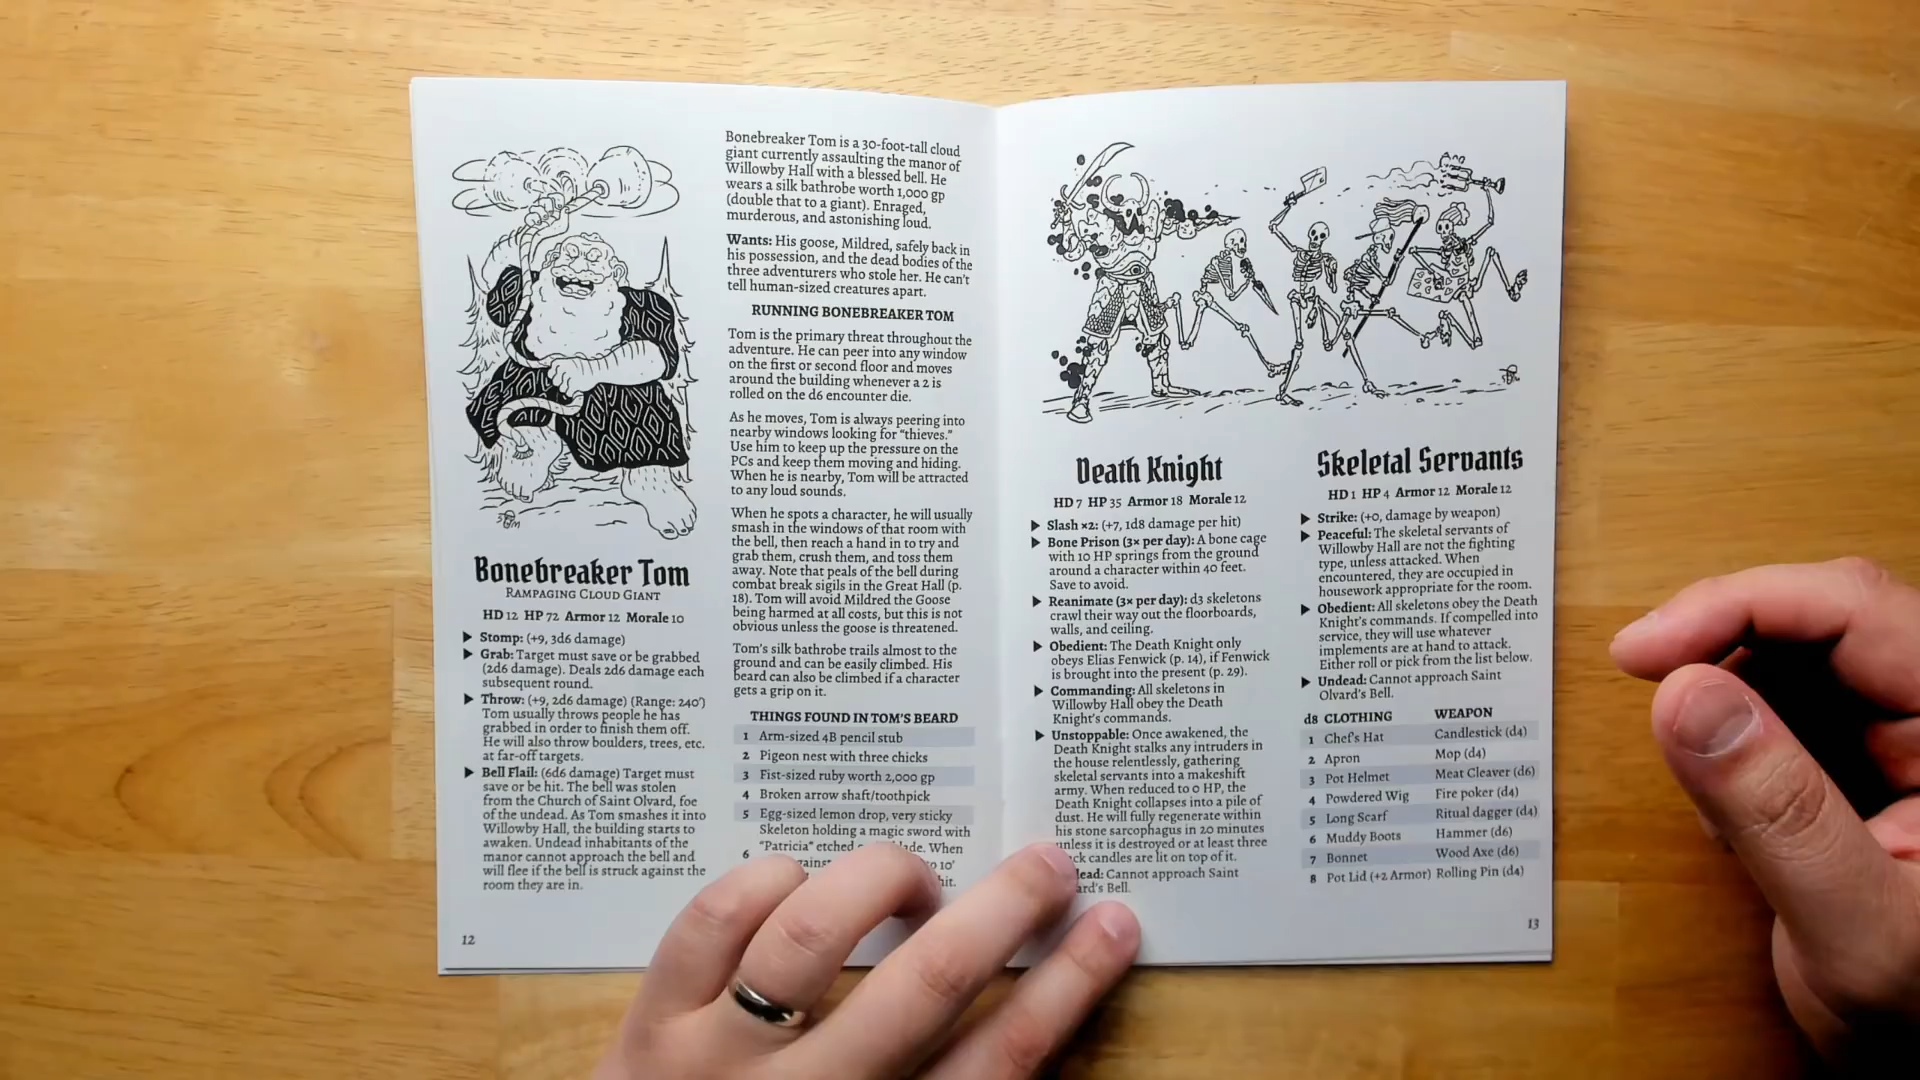 Bonebreaker Tom
RAMPAGING CLOUD GIANT
HD 12 HP 72 Armor 12 Morale 10
▶ Stomp: (+9, 3d6 damage)
▶ Grab: Target must save or be grabbed
(2d6 damage). Deals 2d6 damage each
subsequent round.
▶ Throw: (+9, 2d6 damage) (Range: 240')
Tom usually throws people he has
grabbed in order to finish them off.
He will also throw boulders, trees, etc.
at far-off targets.
▶ Bell Flail: (6d6 damage) Target must
save or be hit. The bell was stolen
from the Church of Saint Olvard, foe
of the undead. As Tom smashes it into
Willowby Hall, the building starts to
awaken. Undead inhabitants of the
manor cannot approach the bell and
will flee if the bell is struck against the
room they are in.
12
Bonebreaker Tom is a 30-foot-tall cloud
giant currently assaulting the manor of
Willowby Hall with a blessed bell. He
wears a silk bathrobe worth 1,000 gp
(double that to a giant). Enraged,
murderous, and astonishing loud.
Wants: His goose, Mildred, safely back in
his possession, and the dead bodies of the
three adventurers who stole her. He can't
tell human-sized creatures apart.
RUNNING BONEBREAKER TOM
Tom is the primary threat throughout the
adventure. He can peer into any window
on the first or second floor and moves
around the building whenever a 2 is
rolled on the d6 encounter die.
As he moves, Tom is always peering into
nearby windows looking for “thieves.”
Use him to keep up the pressure on the
PCs and keep them moving and hiding.
When he is nearby, Tom will be attracted
to any loud sounds.
When he spots a character, he will usually
smash in the windows of that room with
the bell, then reach a hand in to try and
grab them, crush them, and toss them
away. Note that peals of the bell during
combat break sigils in the Great Hall (p.
18). Tom will avoid Mildred the Goose
being harmed at all costs, but this is not
obvious unless the goose is threatened.
Tom's silk bathrobe trails almost to the
ground and can be easily climbed. His
beard can also be climbed if a character
gets a grip on it.
THINGS FOUND IN TOM'S BEARD
1 Arm-sized 4B pencil stub
2 Pigeon nest with three chicks
3 Fist-sized ruby worth 2,000 gp
4 Broken arrow shaft/toothpick
5 Egg-sized lemon drop, very sticky
Skeleton holding a magic sword with
6 “Patricia” etched When
10'
hit.
Death Knight
HD 7 HP 35 Armor 18 Morale 12
▶ Slash ×2: (+7, 1d8 damage per hit)
▶ Bone Prison (3× per day): A bone cage
with 10 HP springs from the ground
around a character within 40 feet.
Save to avoid.
▶ Reanimate (3× per day): d3 skeletons
crawl their way out the floorboards,
walls, and ceiling.
▶ Obedient: The Death Knight only
obeys Elias Fenwick (p. 14), if Fenwick
is brought into the present (p. 29).
▶ Commanding: All skeletons in
Willowby Hall obey the Death
Knight's commands.
▶ Unstoppable: Once awakened, the
Death Knight stalks any intruders in
the house relentlessly, gathering
skeletal servants into a makeshift
army. When reduced to 0 HP, the
Death Knight collapses into a pile of
dust. He will fully regenerate within
his stone sarcophagus in 20 minutes
unless it is destroyed or at least three
candles are lit on top of it.
Cannot approach Saint
Bell.
Skeletal Servants
HD 1 HP 4 Armor 12 Morale 12
▶ Strike: (+0, damage by weapon)
▶ Peaceful: The skeletal servants of
Willowby Hall are not the fighting
type, unless attacked. When
encountered, they are occupied in
housework appropriate for the room.
▶ Obedient: All skeletons obey the Death
Knight's commands. If compelled into
service, they will use whatever
implements are at hand to attack.
Either roll or pick from the list below.
▶ Undead: Cannot approach Saint
Olvard's Bell.
d8 CLOTHING WEAPON
1 Chef's Hat Candlestick (d4)
2 Apron Mop (d4)
3 Pot Helmet Meat Cleaver (d6)
4 Powdered Wig Fire poker (d4)
5 Long Scarf Ritual dagger (d4)
6 Muddy Boots Hammer (d6)
7 Bonnet Wood Axe (d6)
8 Pot Lid (+2 Armor) Rolling Pin (d4)
13